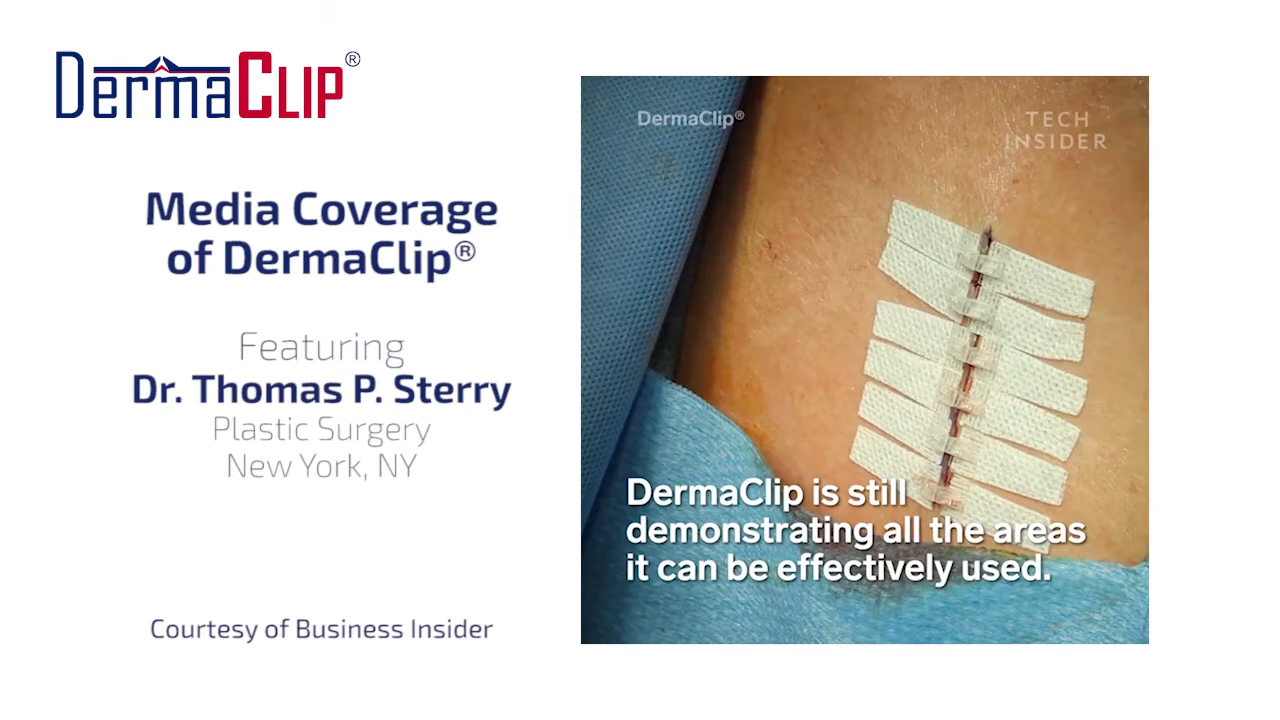 DermaClip®
Media Coverage
of DermaClip®
Featuring
Dr. Thomas P. Sterry
Plastic Surgery
New York, NY
Courtesy of Business Insider
DermaClip®
TECH
INSIDER
DermaClip is still
demonstrating all the areas
it can be effectively used.